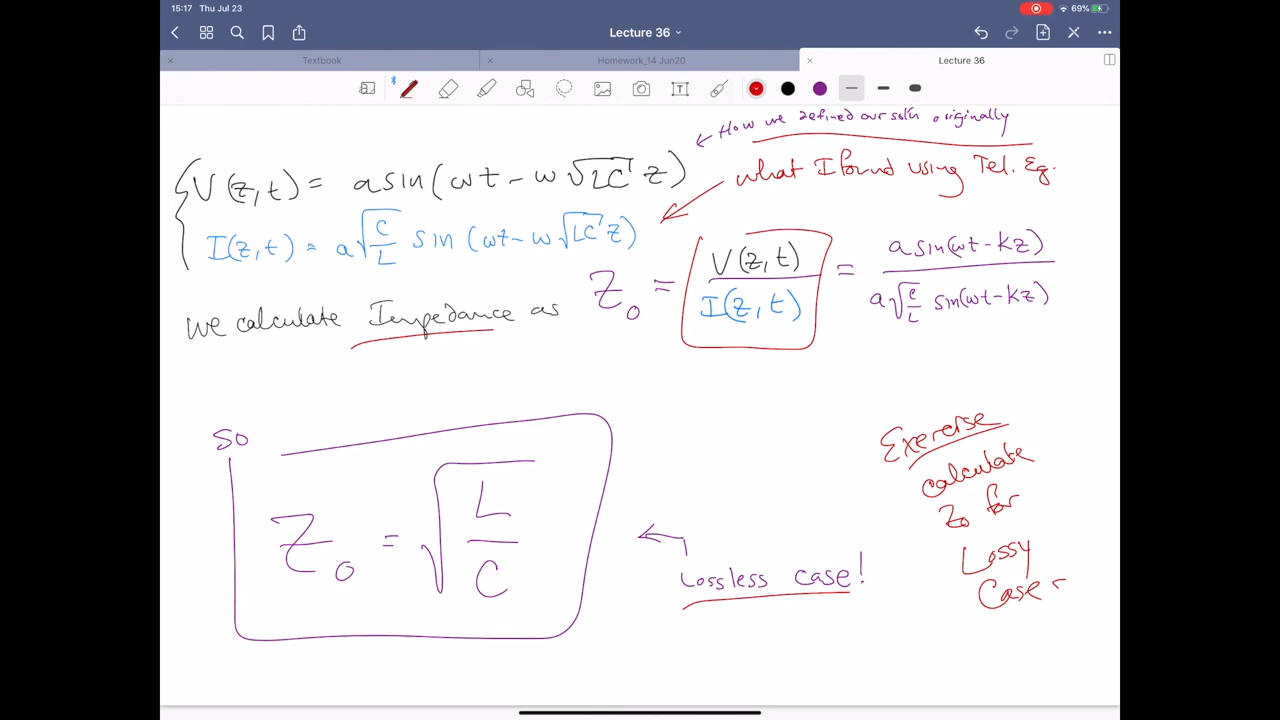 15:17 Thu Jul 23
69%
Lecture 36
Textbook
Homework_14 Jun20
Lecture 36
← How we defined our soln originally
V(z,t) = a sin(ωt - ω√LC z)
what I found using Tel. Eq.
I(z,t) = a√C/L sin(ωt - ω√LC z)
we calculate Impedance as Z₀ = V(z,t)/I(z,t) = a sin(ωt-kz)/a√C/L sin(ωt-kz)
so
Z₀ = √L/C
Lossless case!
Exercise
calculate
Z₀ for
Lossy
Case